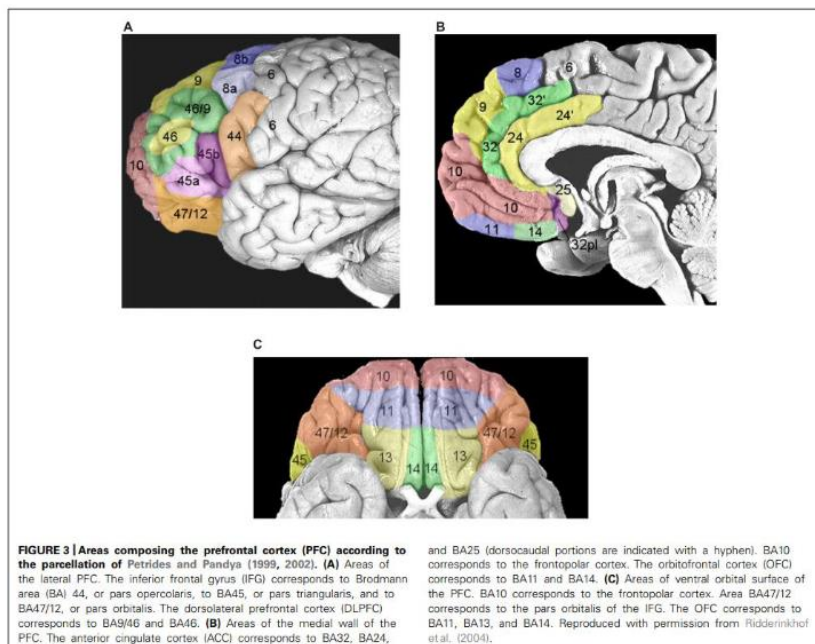 A
8b
9
8a
6
46/9
6
46
44
45b
10
45a
47/12
B
8
6
32'
9
24'
24
32
10
25
10
11
14
32pl
C
10
10
11
11
47/12
47/12
45
45
13
13
14
14
FIGURE 3 | Areas composing the prefrontal cortex (PFC) according to
the parcellation of Petrides and Pandya (1999, 2002). (A) Areas of
the lateral PFC. The inferior frontal gyrus (IFG) corresponds to Brodmann
area (BA) 44, or pars opercolaris, to BA45, or pars triangularis, and to
BA47/12, or pars orbitalis. The dorsolateral prefrontal cortex (DLPFC)
corresponds to BA9/46 and BA46. (B) Areas of the medial wall of the
PFC. The anterior cingulate cortex (ACC) corresponds to BA32, BA24,
and BA25 (dorsocaudal portions are indicated with a hyphen). BA10
corresponds to the frontopolar cortex. The orbitofrontal cortex (OFC)
corresponds to BA11 and BA14. (C) Areas of ventral orbital surface of
the PFC. BA10 corresponds to the frontopolar cortex. Area BA47/12
corresponds to the pars orbitalis of the IFG. The OFC corresponds to
BA11, BA13, and BA14. Reproduced with permission from Ridderinkhof
et al. (2004).